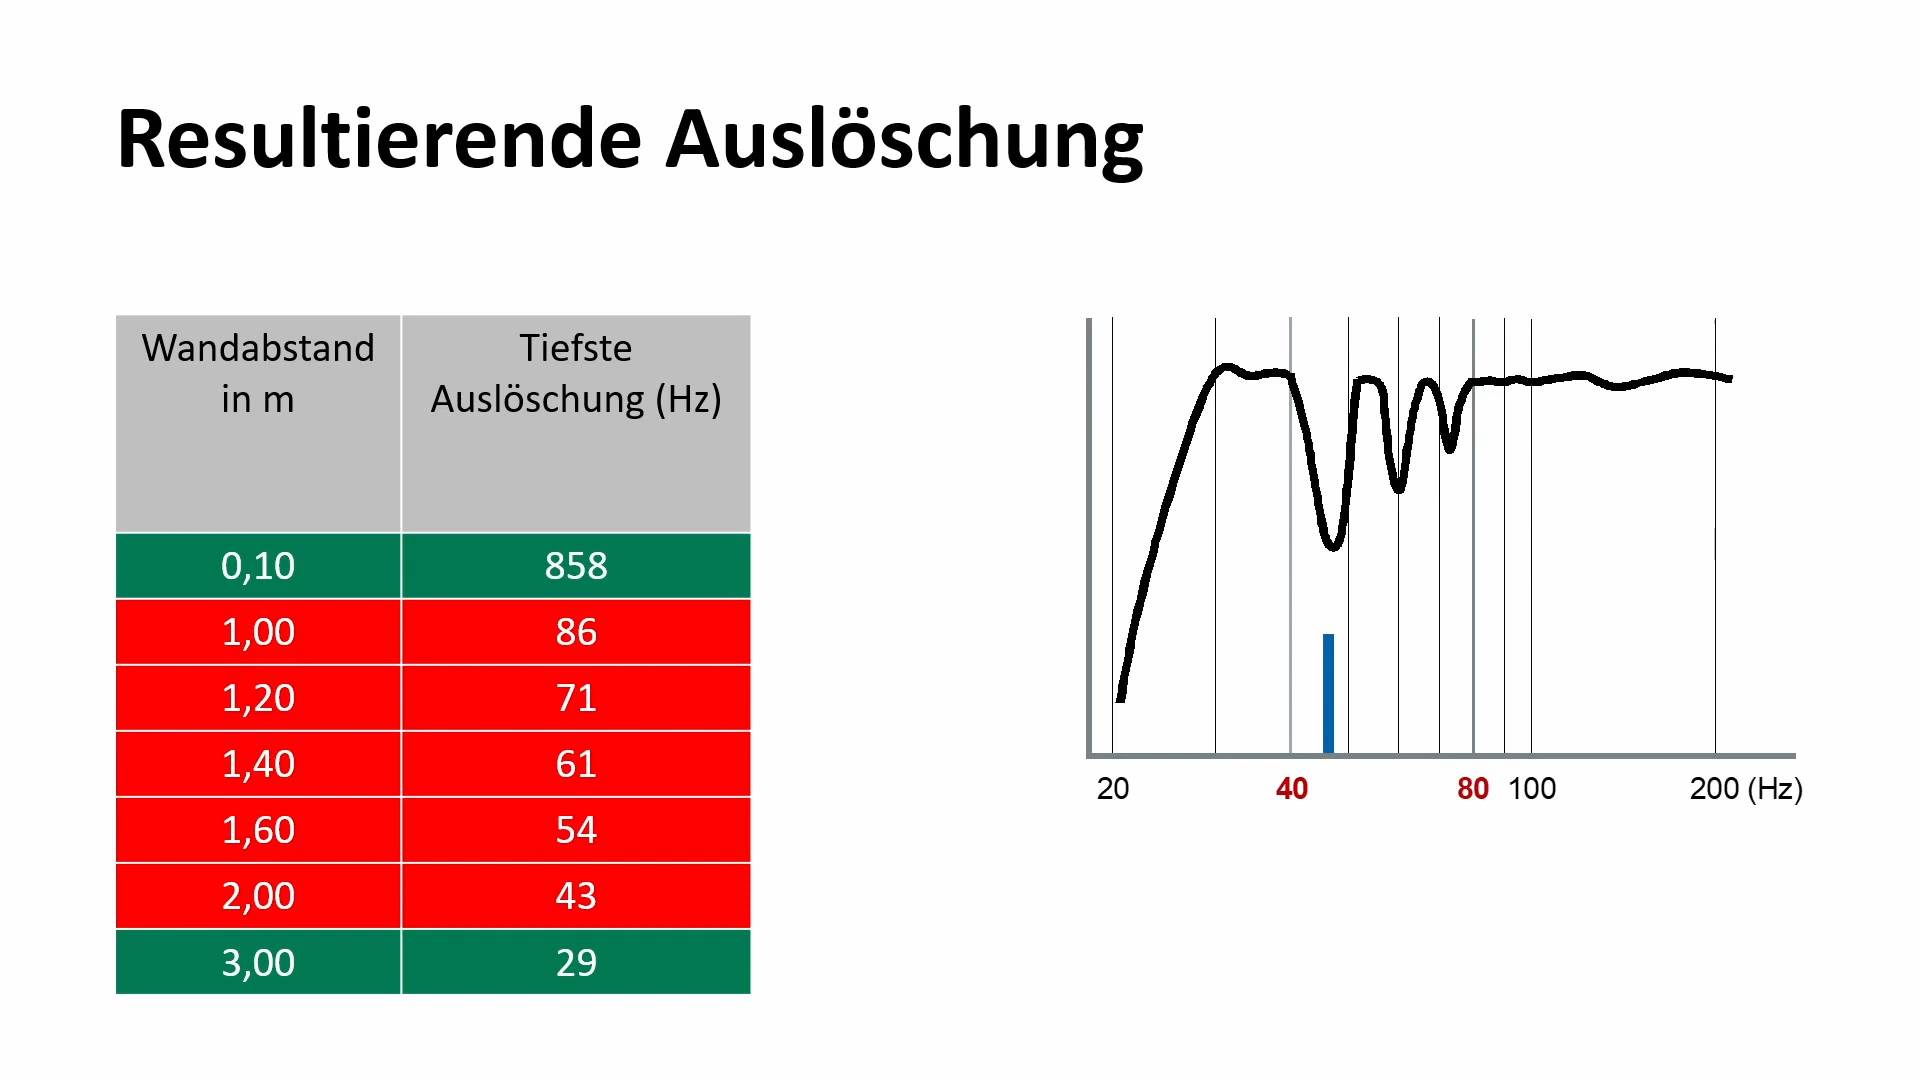 Resultierende Auslöschung
Wandabstand
in m
Tiefste
Auslöschung (Hz)
0,10 858
1,00 86
1,20 71
1,40 61
1,60 54
2,00 43
3,00 29
20 40 80 100 200 (Hz)